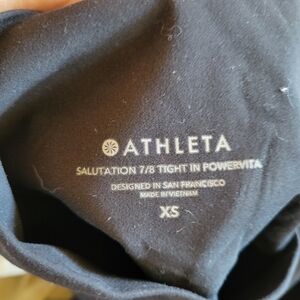 ATHLETA
SALUTATION 7/8 TIGHT IN POWERVITA
DESIGNED IN SAN FRANCISCO
MADE IN VIETNAM
XS